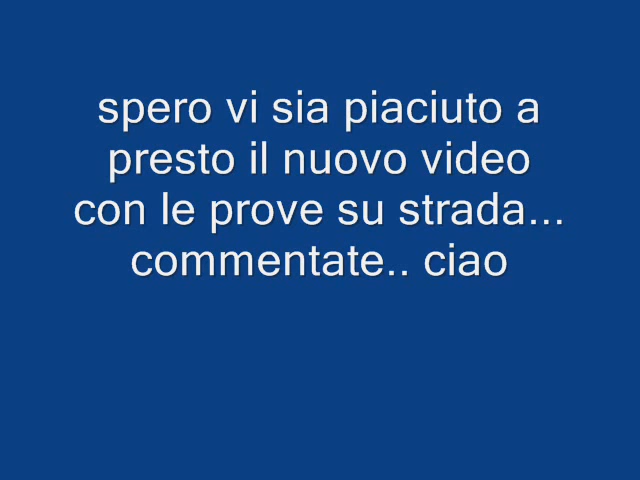 spero vi sia piaciuto a
presto il nuovo video
con le prove su strada...
commentate.. ciao